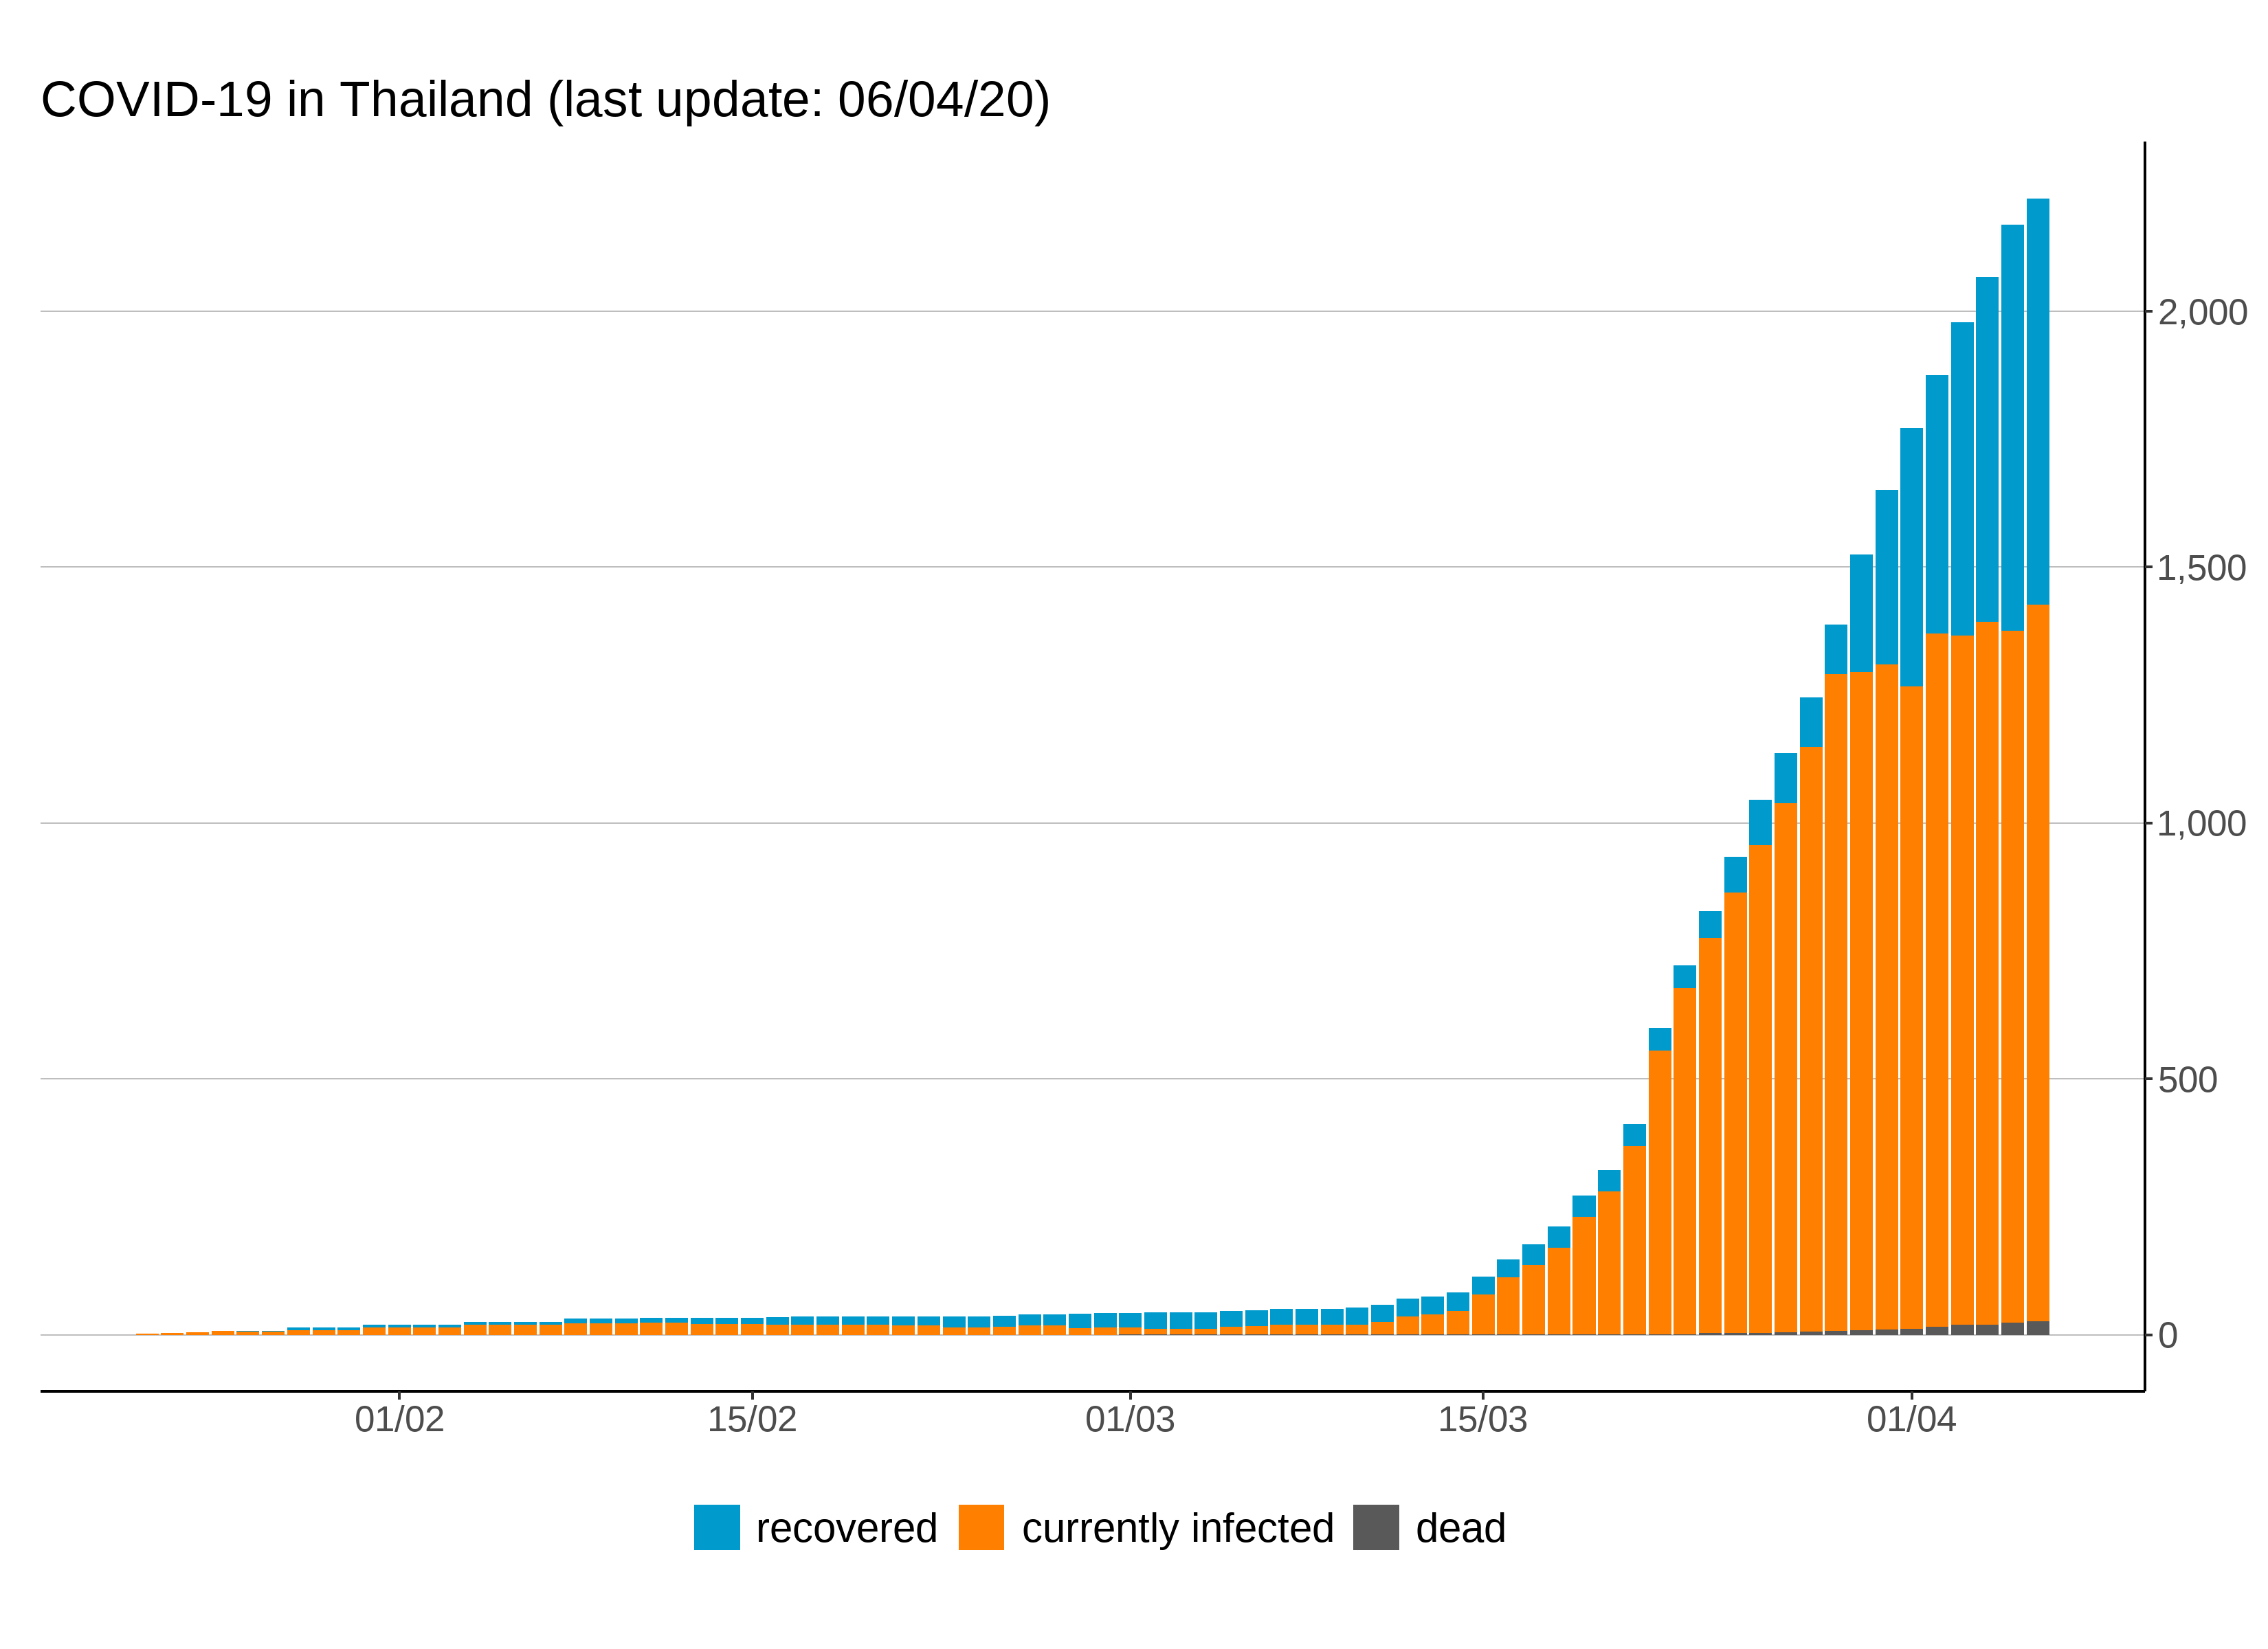 COVID-19 in Thailand (last update: 06/04/20)
2,000
1,500
1,000
500
0
01/02 15/02 01/03 15/03 01/04
recovered currently infected dead